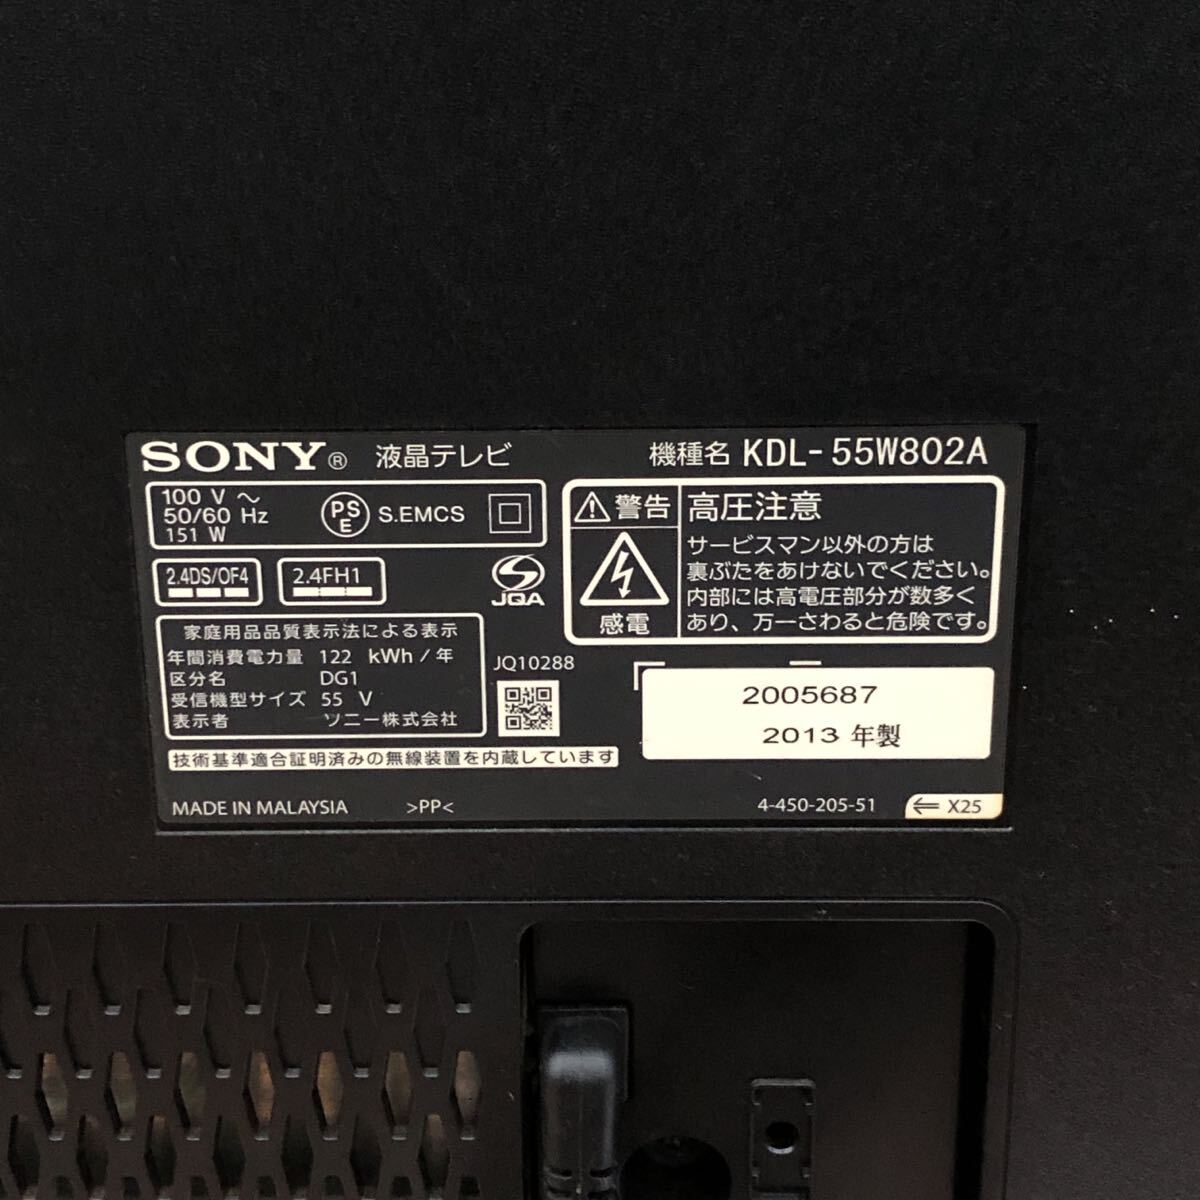 SONY® 液晶テレビ 機種名 KDL-55W802A
100 V ～
50/60 Hz
151 W
PSE S.EMCS
2.4DS/OF4 2.4FH1
JQA
警告 高圧注意
感電
サービスマン以外の方は
裏ぶたをあけないでください。
内部には高電圧部分が数多く
あり、万一さわると危険です。
家庭用品品質表示法による表示
年間消費電力量 122 kWh/年
区分名 DG1
受信機型サイズ 55 V
表示者 ソニー株式会社
JQ10288
2005687
2013 年製
技術基準適合証明済みの無線装置を内蔵しています
MADE IN MALAYSIA >PP< 4-450-205-51 X25